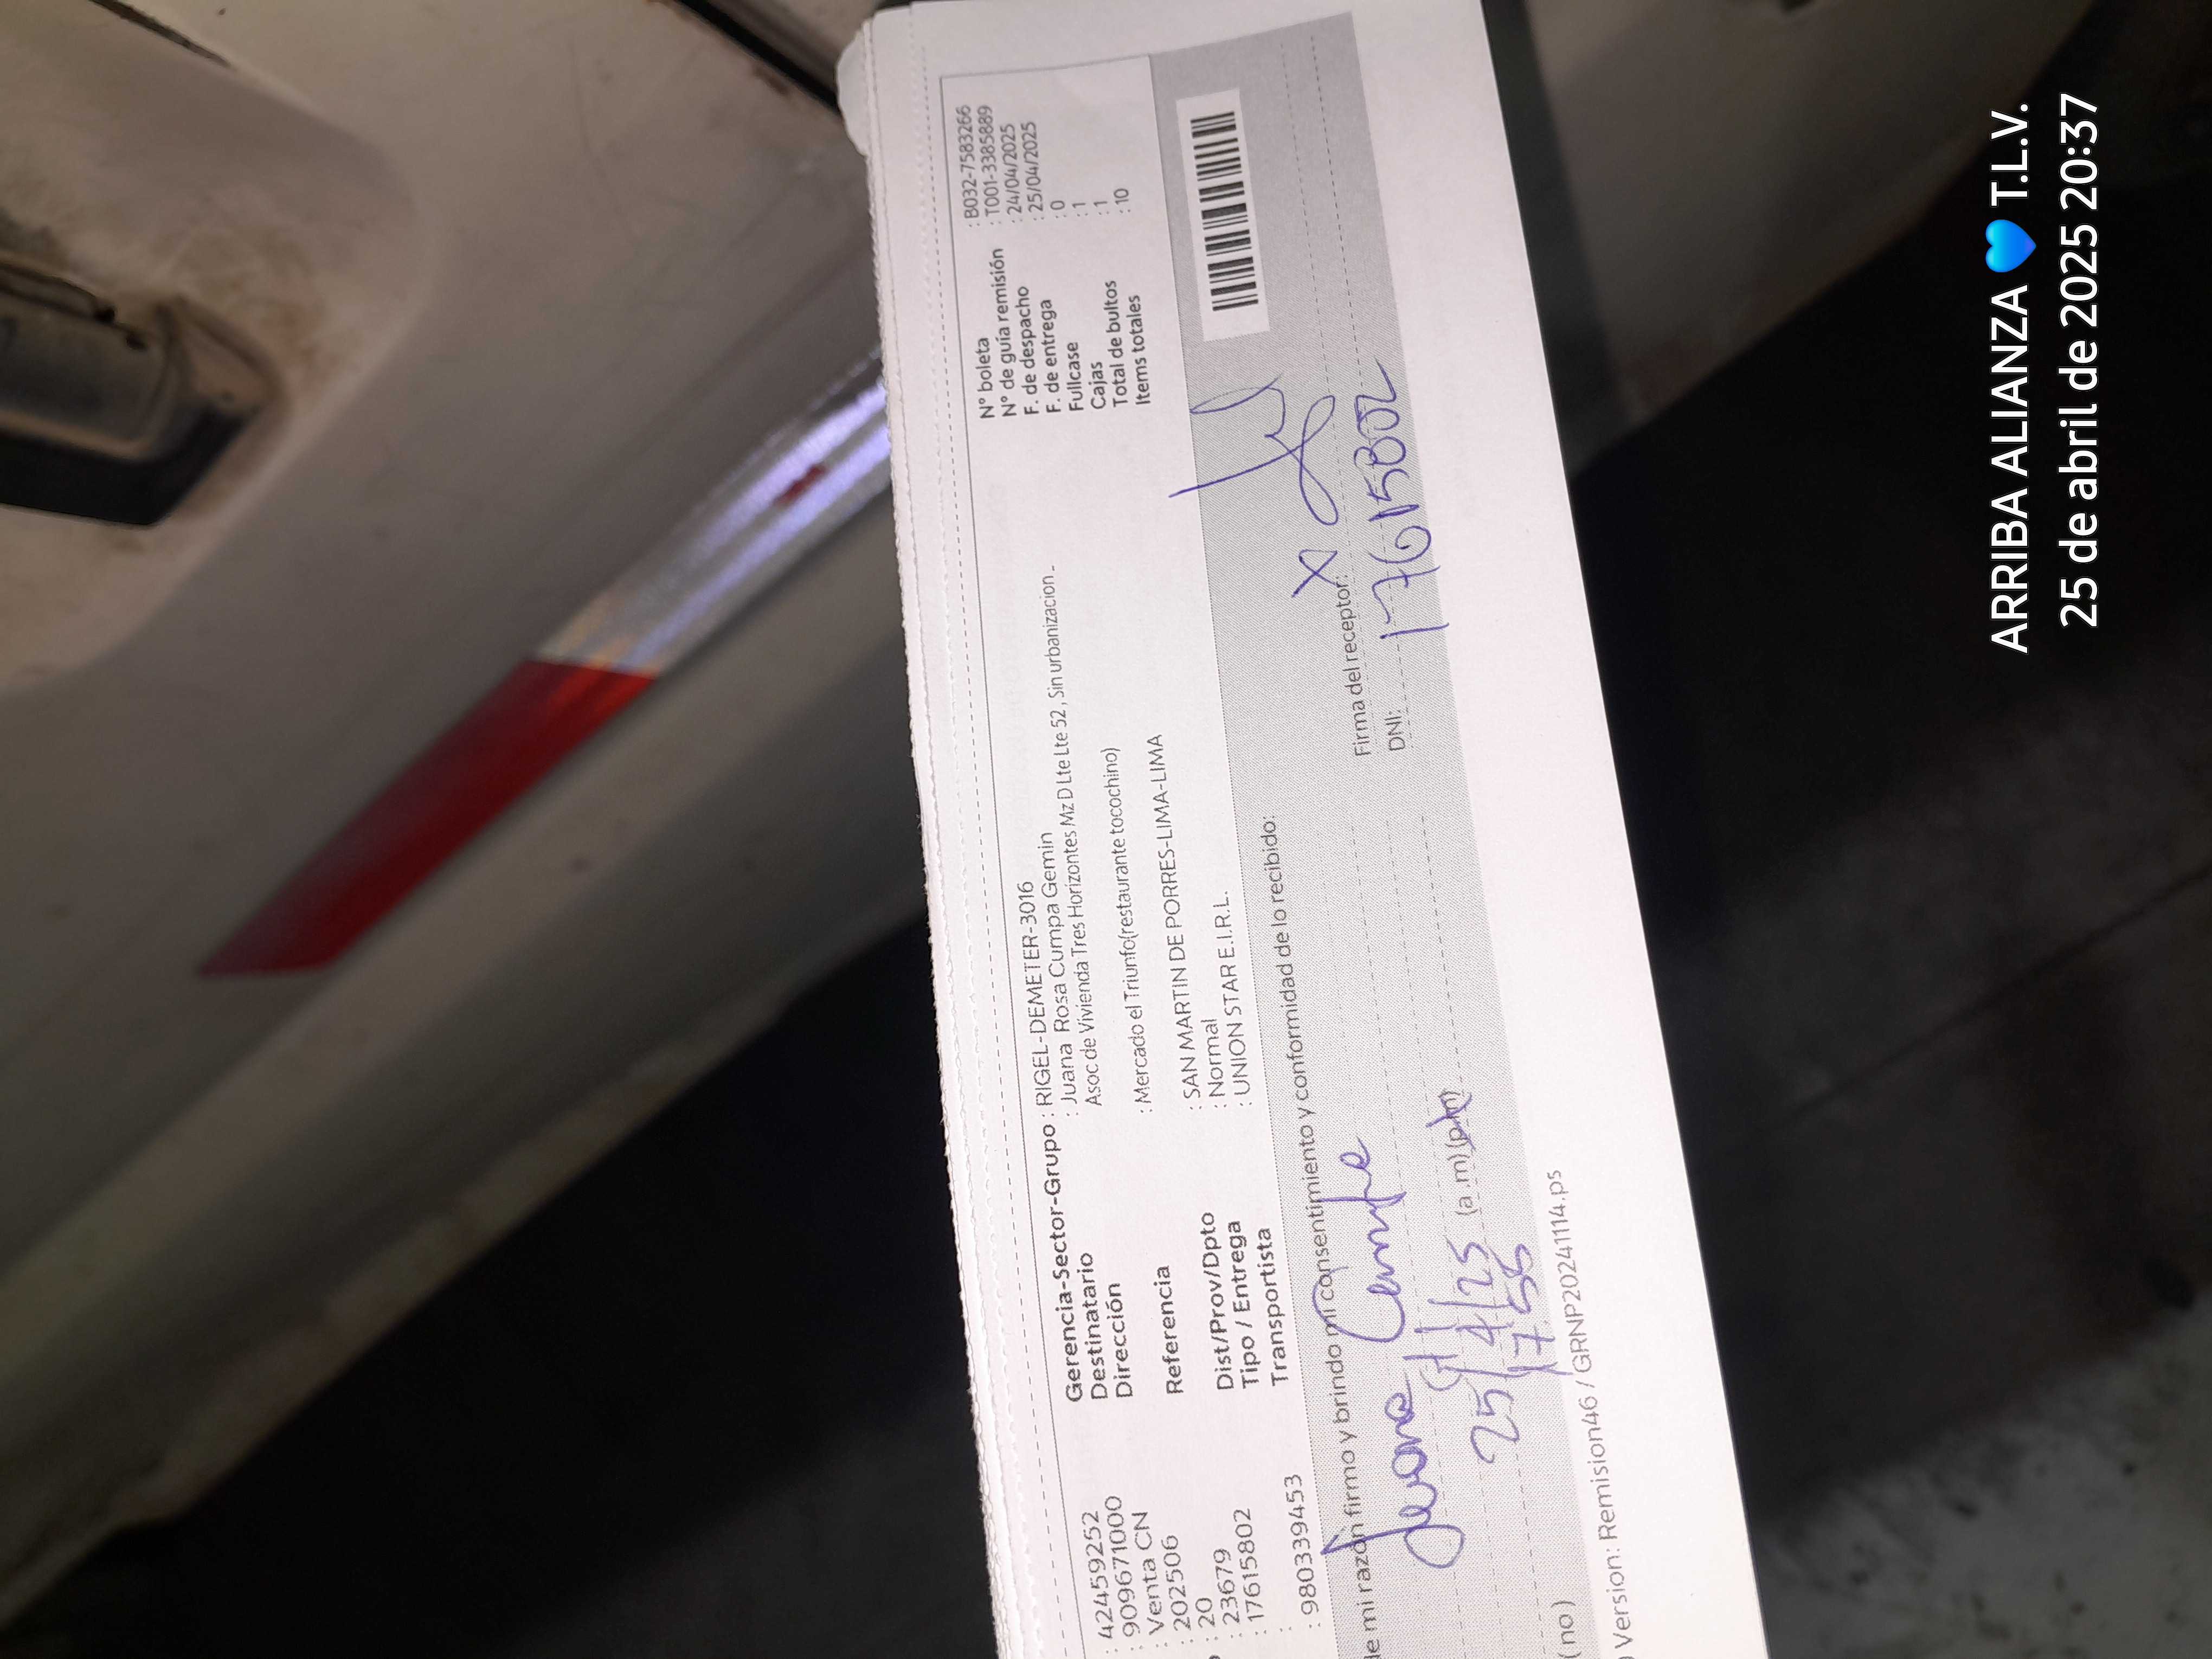 : 42459252
: 909671000
: Venta CN
: 202506
: 20
: 23679
: 17615802
:
: 980339453
Gerencia-Sector-Grupo : RIGEL-DEMETER-3016
Destinatario : Juana Rosa Cumpa Gemin
Dirección Asoc de Vivienda Tres Horizontes Mz D Lte Lte 52, Sin urbanizacion -
Referencia : Mercado el Triunfo(restaurante tocochino)
Dist/Prov/Dpto : SAN MARTIN DE PORRES-LIMA-LIMA
Tipo / Entrega : Normal
Transportista : UNION STAR E.I.R.L.
N° boleta : B032-7583266
N° de guía remisión : T001-3385889
F. de despacho : 24/04/2025
F. de entrega : 25/04/2025
Fullcase : 0
Cajas : 1
Total de bultos : 1
Items totales : 10
de mi razón firmo y brindo mi consentimiento y conformidad de lo recibido:
Juana Cumpa
25/4/25
17:55 (a .m) (p.m)
Firma del receptor: X
DNI: 17615802
( no )
) Version: Remision46 / GRNP20241114.ps
ARRIBA ALIANZA 💙 T.L.V.
25 de abril de 2025 20:37